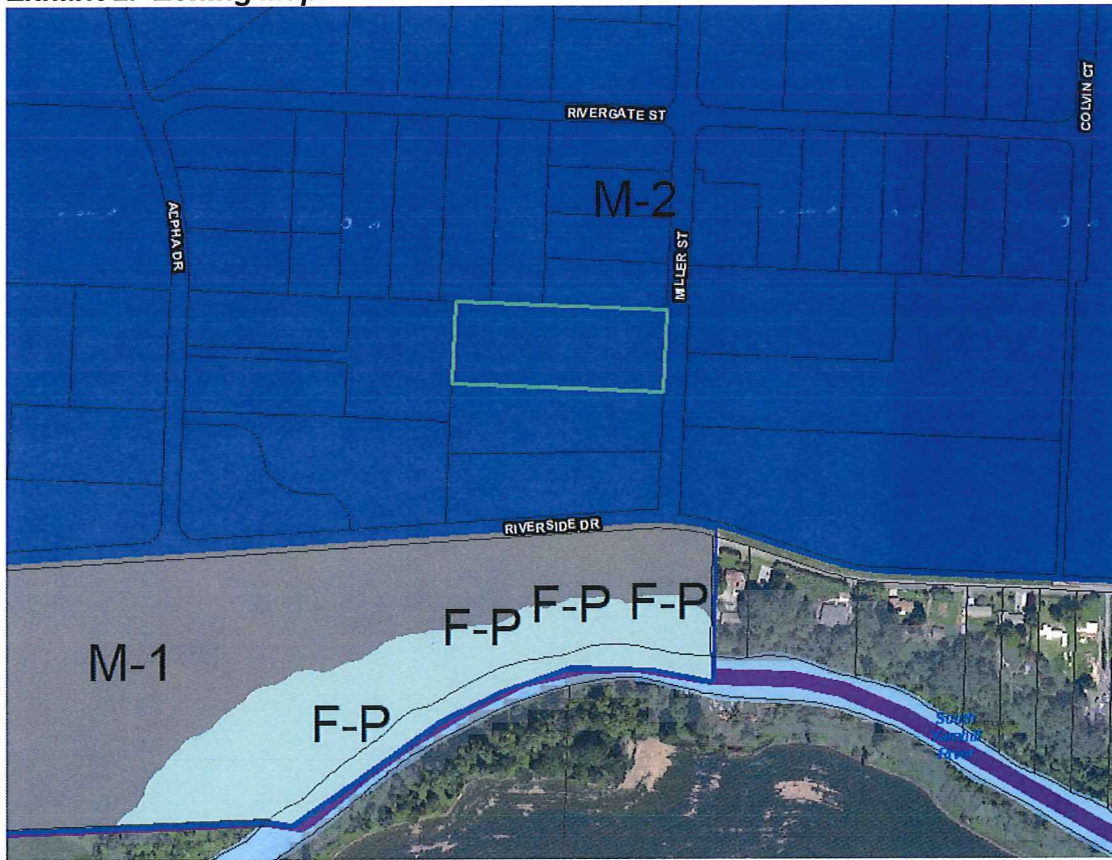 RIVERGATE ST
COLVIN CT
M-2
ALPHA DR
MILLER ST
RIVERSIDE DR
F-P F-P F-P
M-1
F-P
South
Yamhill
River